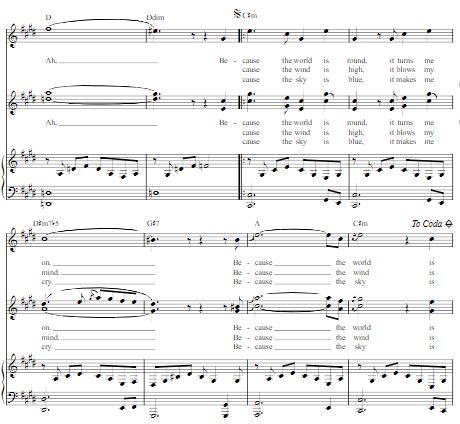 D Ddim C♯m
Ah, Be - cause the world is round, it turns me
cause the wind is high, it blows my
cause the sky is blue, it makes me
Ah, Be - cause the world is round, it turns me
cause the wind is high, it blows my
cause the sky is blue, it makes me
D♯m7♭5 G♯7 A C♯m To Coda
on. Be - cause the world is
mind. Be - cause the wind is
cry. Be - cause the sky is
on. Be - cause the world is
mind. Be - cause the wind is
cry. Be - cause the sky is